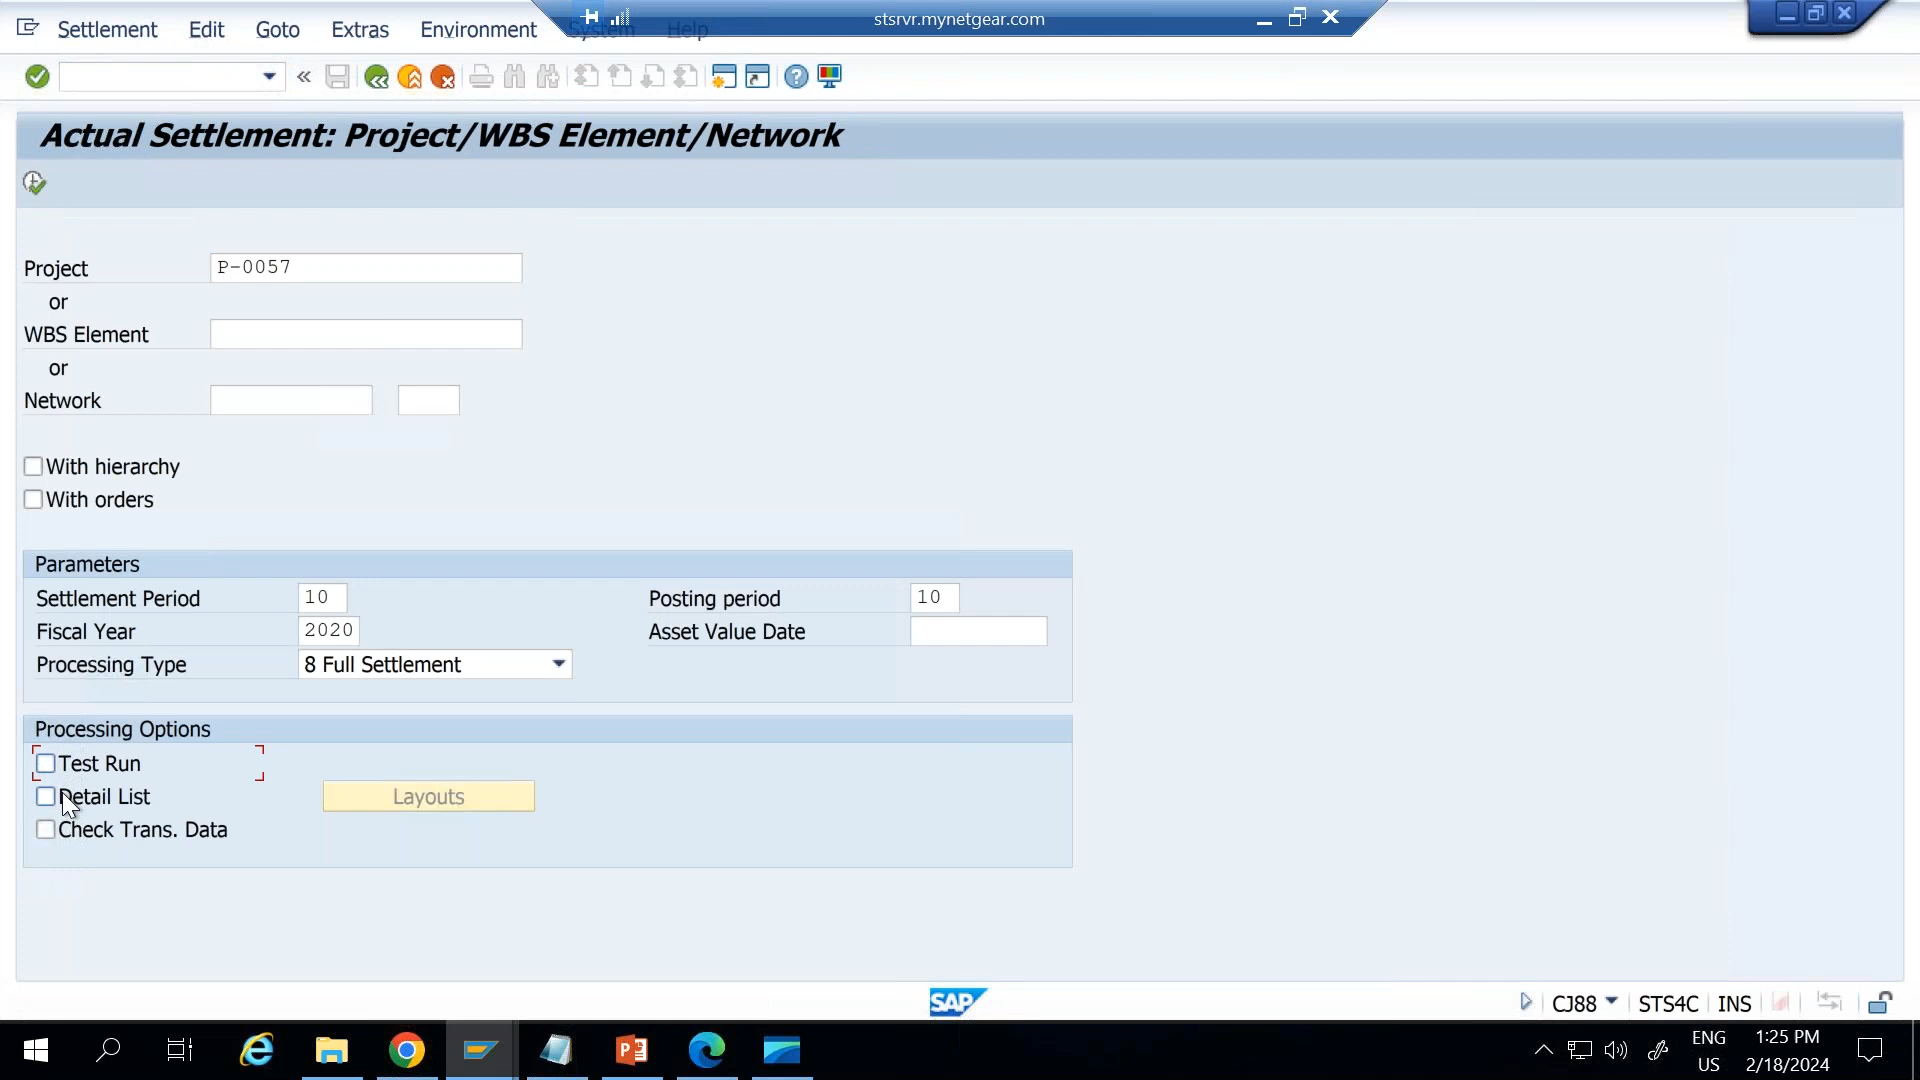 Settlement Edit Goto Extras Environment System Help
stsrvr.mynetgear.com
Actual Settlement: Project/WBS Element/Network
Project P-0057
or
WBS Element
or
Network
With hierarchy
With orders
Parameters
Settlement Period 10 Posting period 10
Fiscal Year 2020 Asset Value Date
Processing Type 8 Full Settlement
Processing Options
Test Run
Detail List Layouts
Check Trans. Data
SAP CJ88 STS4C INS
ENG 1:25 PM
US 2/18/2024